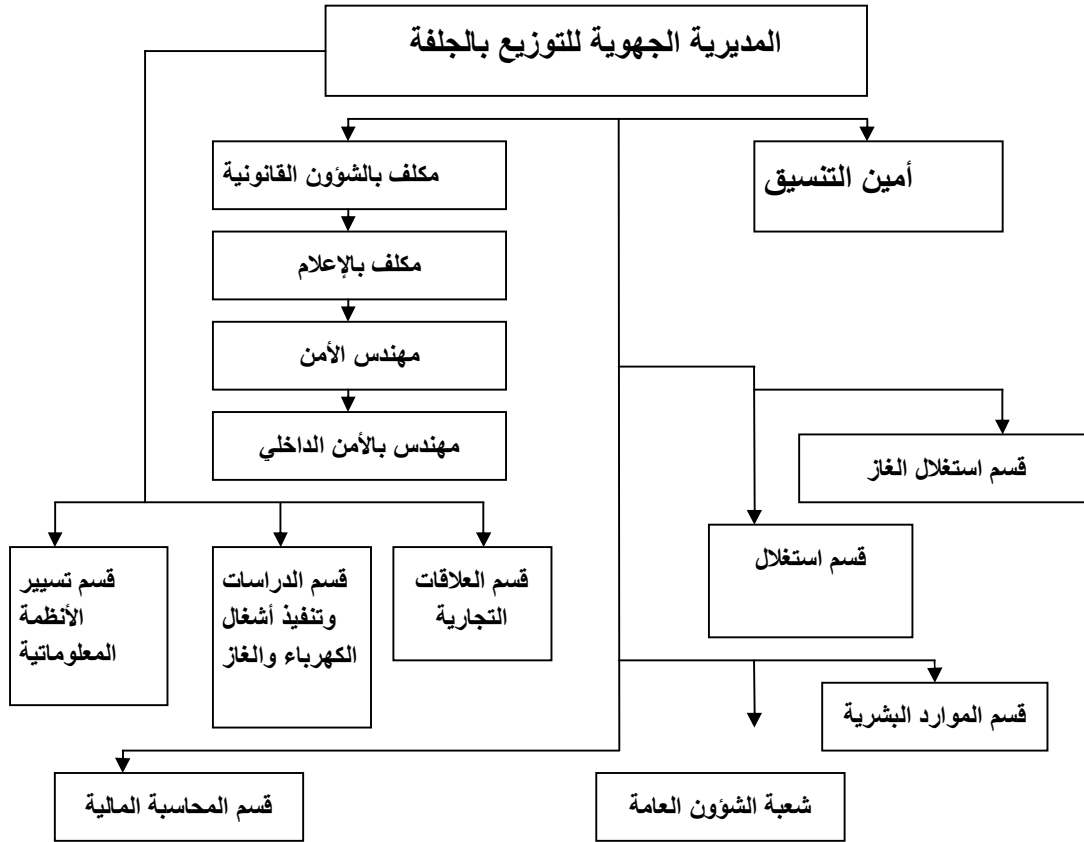 المديرية الجهوية للتوزيع بالجلفة
أمين التنسيق
مكلف بالشؤون القانونية
مكلف بالإعلام
مهندس الأمن
مهندس بالأمن الداخلي
قسم استغلال الغاز
قسم استغلال
قسم العلاقات
التجارية
قسم الدراسات
وتنفيذ أشغال
الكهرباء والغاز
قسم تسيير
الأنظمة
المعلوماتية
قسم الموارد البشرية
شعبة الشؤون العامة
قسم المحاسبة المالية